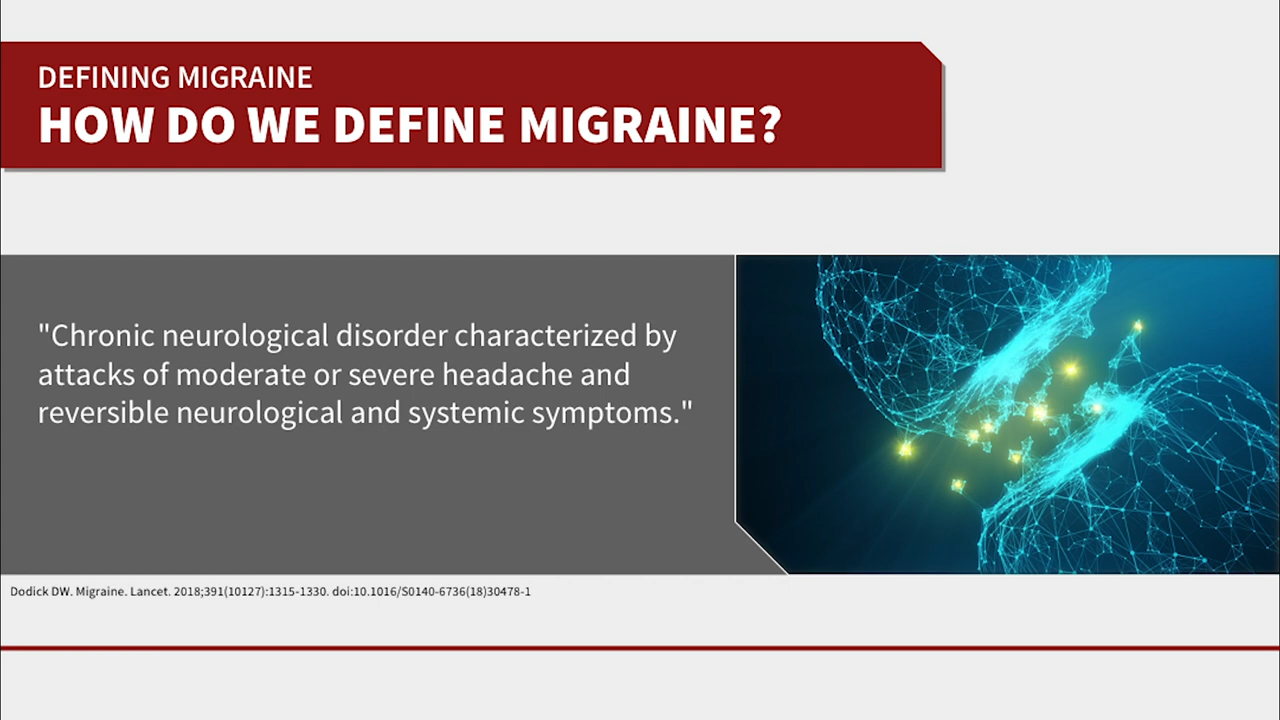 DEFINING MIGRAINE
HOW DO WE DEFINE MIGRAINE?
"Chronic neurological disorder characterized by
attacks of moderate or severe headache and
reversible neurological and systemic symptoms."
Dodick DW. Migraine. Lancet. 2018;391(10127):1315-1330. doi:10.1016/S0140-6736(18)30478-1